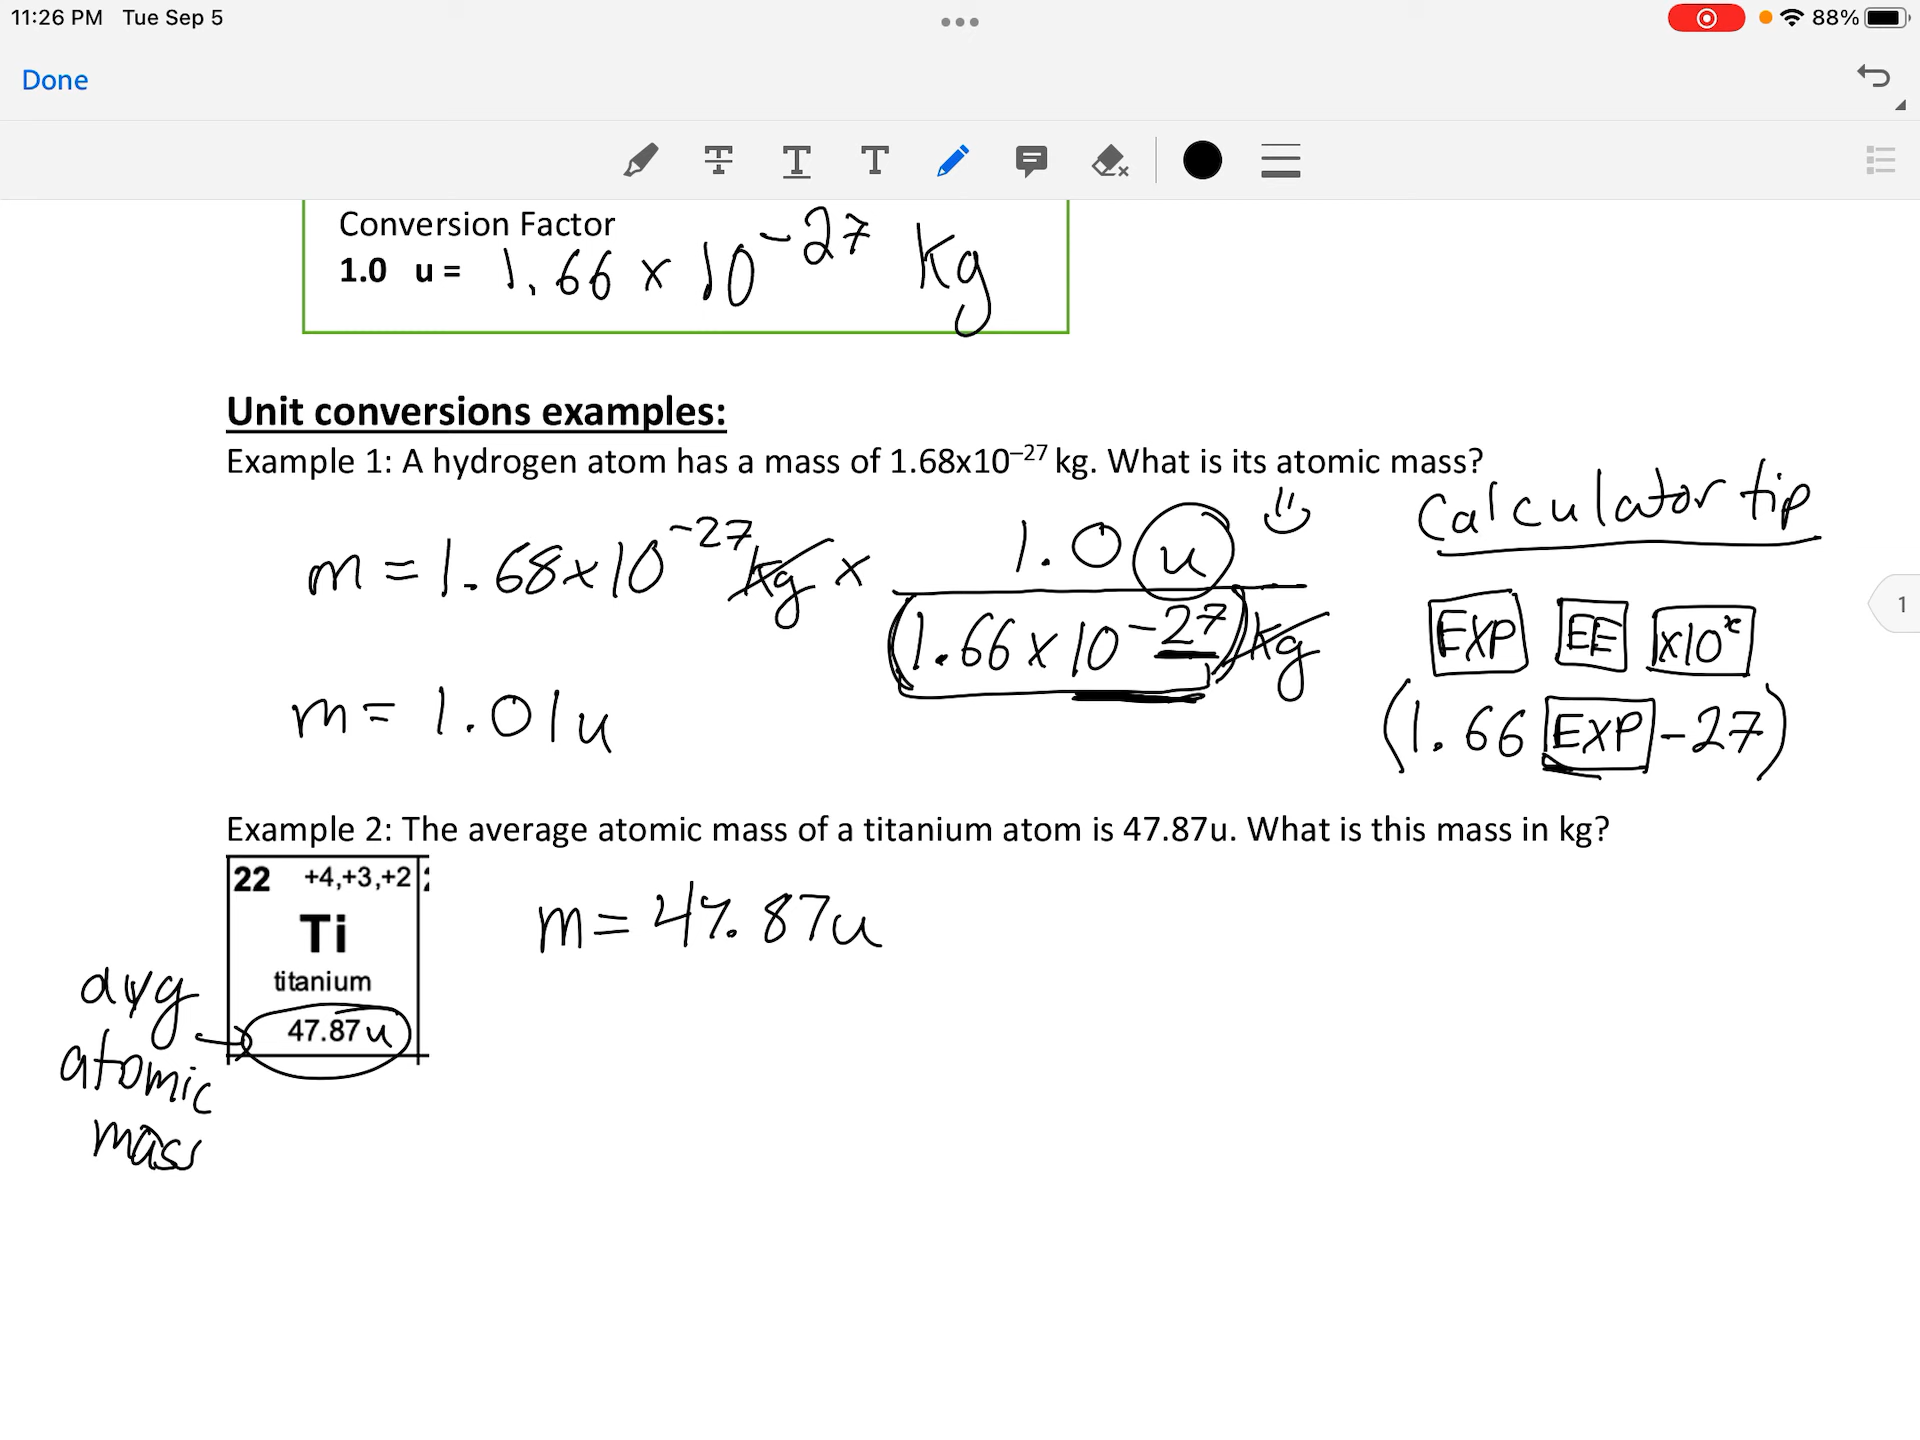 11:26 PM Tue Sep 5
88%
Done
Conversion Factor
1.0 u = 1.66 x 10^-27 kg
Unit conversions examples:
Example 1: A hydrogen atom has a mass of 1.68x10^–27 kg. What is its atomic mass?
Calculator tip
m = 1.68x10^-27 kg x 1.0 u
(1.66 x 10^-27) kg
EXP EE x10^x
m = 1.01u
(1.66 EXP -27)
Example 2: The average atomic mass of a titanium atom is 47.87u. What is this mass in kg?
22 +4,+3,+2
Ti
titanium
47.87 u
m = 47.87u
avg
atomic
mass
1